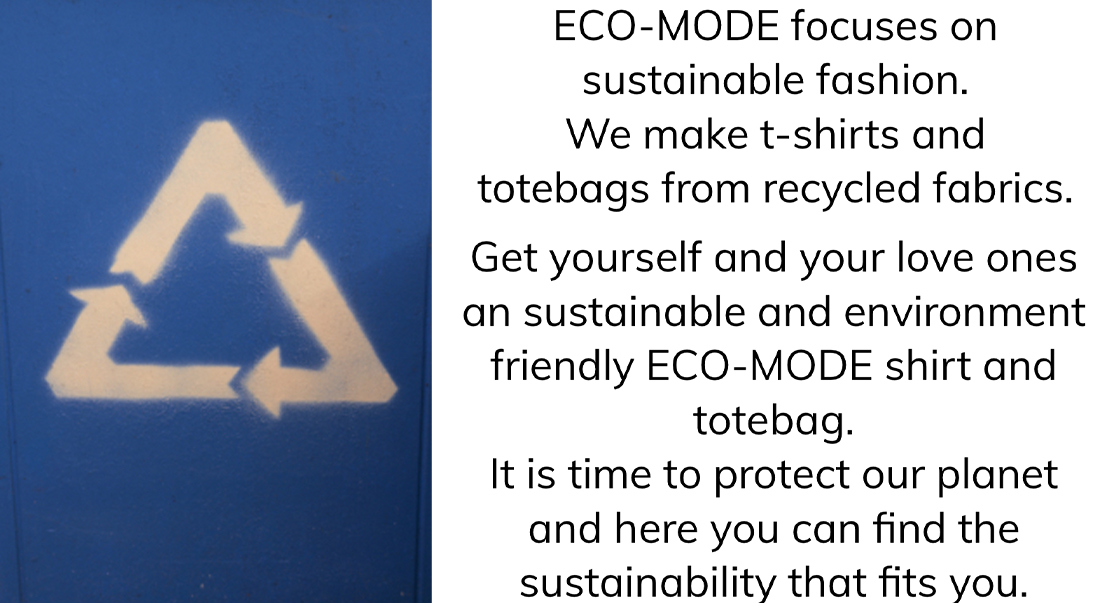 ECO-MODE focuses on
sustainable fashion.
We make t-shirts and
totebags from recycled fabrics.
Get yourself and your love ones
an sustainable and environment
friendly ECO-MODE shirt and
totebag.
It is time to protect our planet
and here you can find the
sustainability that fits you.